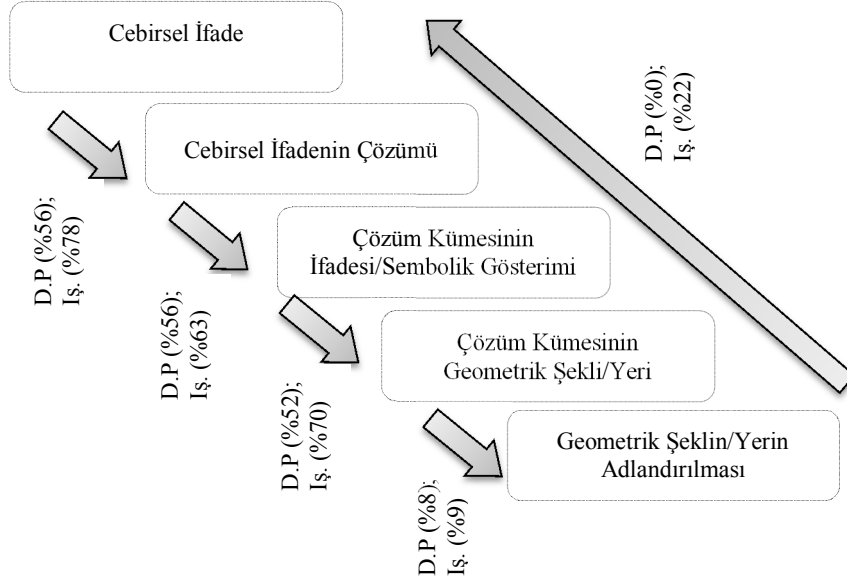 Cebirsel İfade
Cebirsel İfadenin Çözümü
Çözüm Kümesinin
İfadesi/Sembolik Gösterimi
Çözüm Kümesinin
Geometrik Şekli/Yeri
Geometrik Şeklin/Yerin
Adlandırılması
D.P (%56);
Iş. (%78)
D.P (%56);
Iş. (%63)
D.P (%52);
Iş. (%70)
D.P (%8);
Iş. (%9)
D.P (%0);
Iş. (%22)